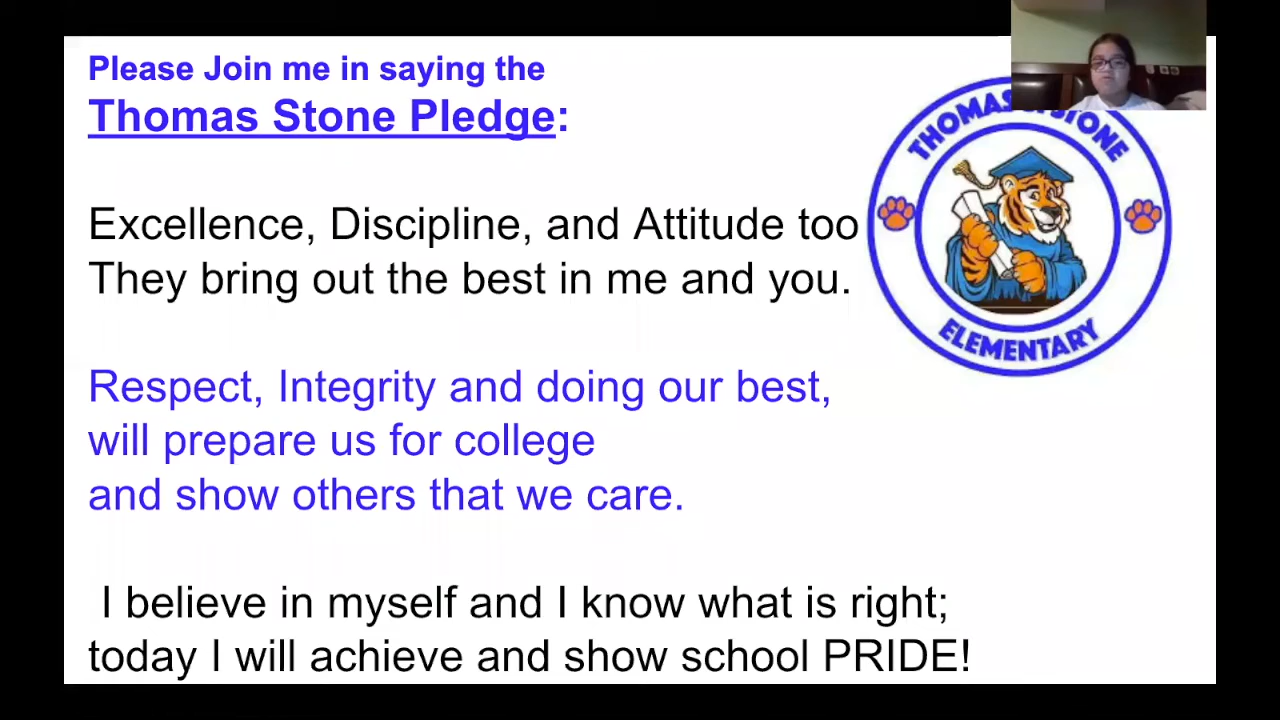 Please Join me in saying the
Thomas Stone Pledge:
Excellence, Discipline, and Attitude too
They bring out the best in me and you.
Respect, Integrity and doing our best,
will prepare us for college
and show others that we care.
I believe in myself and I know what is right;
today I will achieve and show school PRIDE!
THOMAS STONE
ELEMENTARY